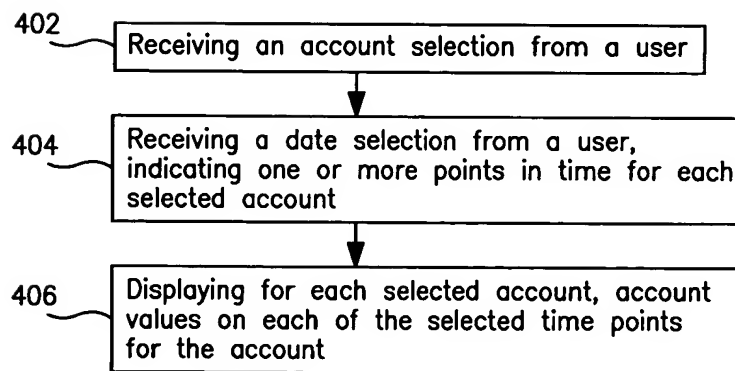 402
Receiving an account selection from a user
404
Receiving a date selection from a user,
indicating one or more points in time for each
selected account
406
Displaying for each selected account, account
values on each of the selected time points
for the account